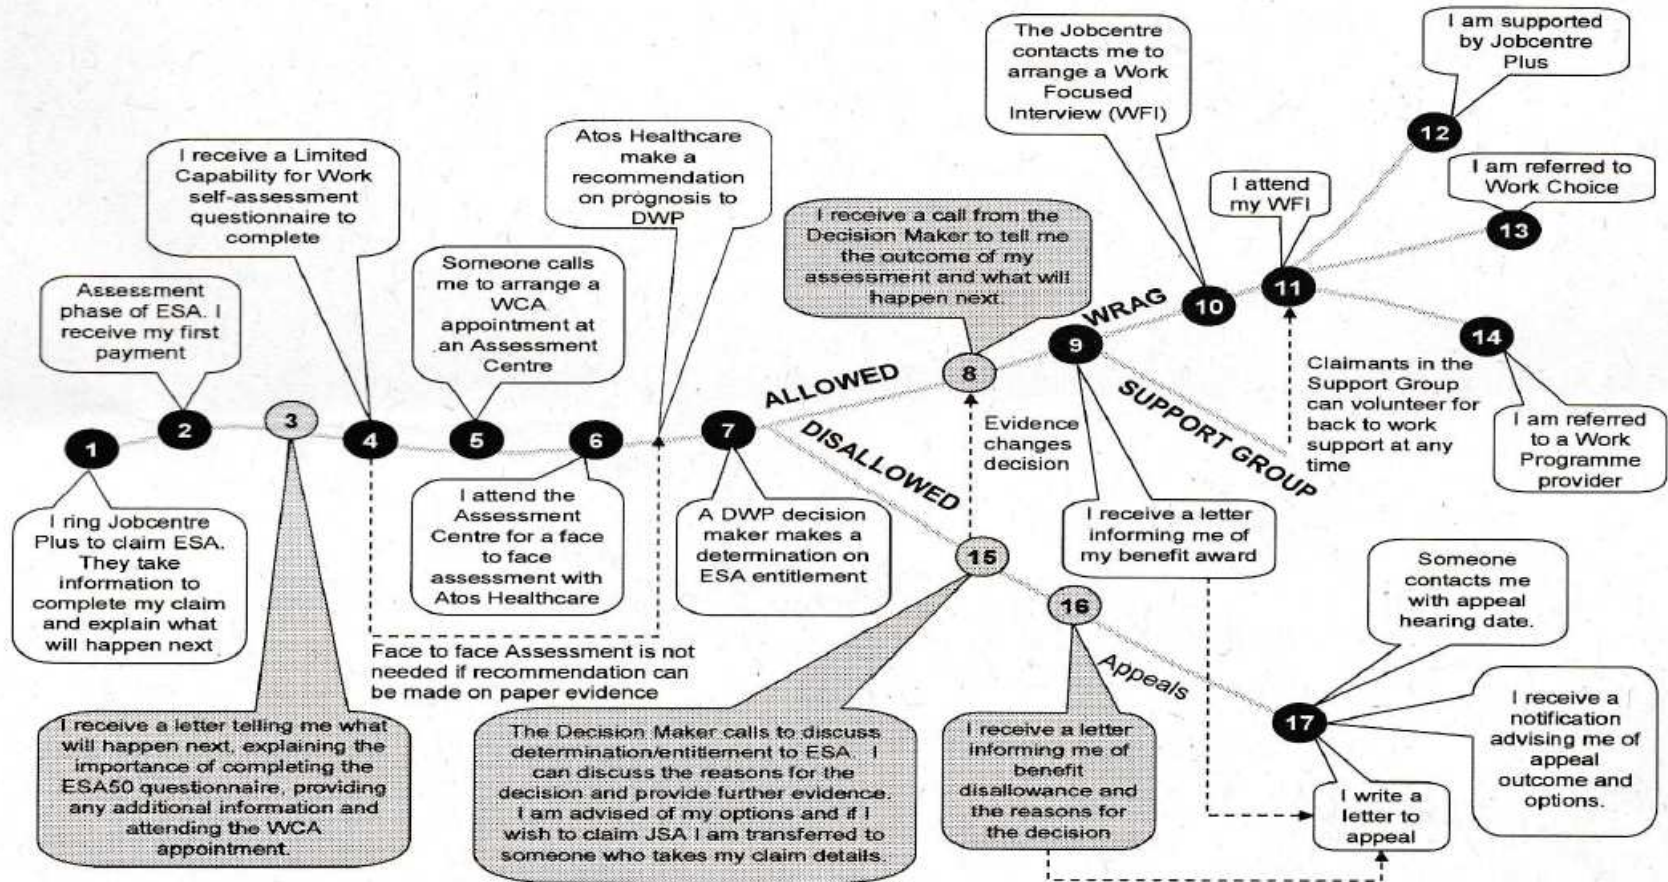 I ring Jobcentre
Plus to claim ESA.
They take
information to
complete my claim
and explain what
will happen next
1
Assessment
phase of ESA. I
receive my first
payment
2
3
I receive a letter telling me what
will happen next, explaining the
importance of completing the
ESA50 questionnaire, providing
any additional information and
attending the WCA
appointment.
I receive a Limited
Capability for Work
self-assessment
questionnaire to
complete
4
Someone calls
me to arrange a
WCA
appointment at
an Assessment
Centre
5
6
I attend the
Assessment
Centre for a face
to face
assessment with
Atos Healthcare
Face to face Assessment is not
needed if recommendation can
be made on paper evidence
Atos Healthcare
make a
recommendation
on prognosis to
DWP
7
A DWP decision
maker makes a
determination on
ESA entitlement
ALLOWED
DISALLOWED
I receive a call from the
Decision Maker to tell me
the outcome of my
assessment and what will
happen next.
8
Evidence
changes
decision
9
I receive a letter
informing me of
my benefit award
WRAG
SUPPORT GROUP
The Jobcentre
contacts me to
arrange a Work
Focused
Interview (WFI)
10
I attend
my WFI
11
Claimants in the
Support Group
can volunteer for
back to work
support at any
time
I am supported
by Jobcentre
Plus
12
I am referred to
Work Choice
13
14
I am referred
to a Work
Programme
provider
15
The Decision Maker calls to discuss
determination/entitlement to ESA. I
can discuss the reasons for the
decision and provide further evidence.
I am advised of my options and if I
wish to claim JSA I am transferred to
someone who takes my claim details.
16
I receive a letter
informing me of
benefit
disallowance and
the reasons for
the decision
Appeals
17
Someone
contacts me
with appeal
hearing date.
I receive a
notification
advising me of
appeal
outcome and
options.
I write a
letter to
appeal